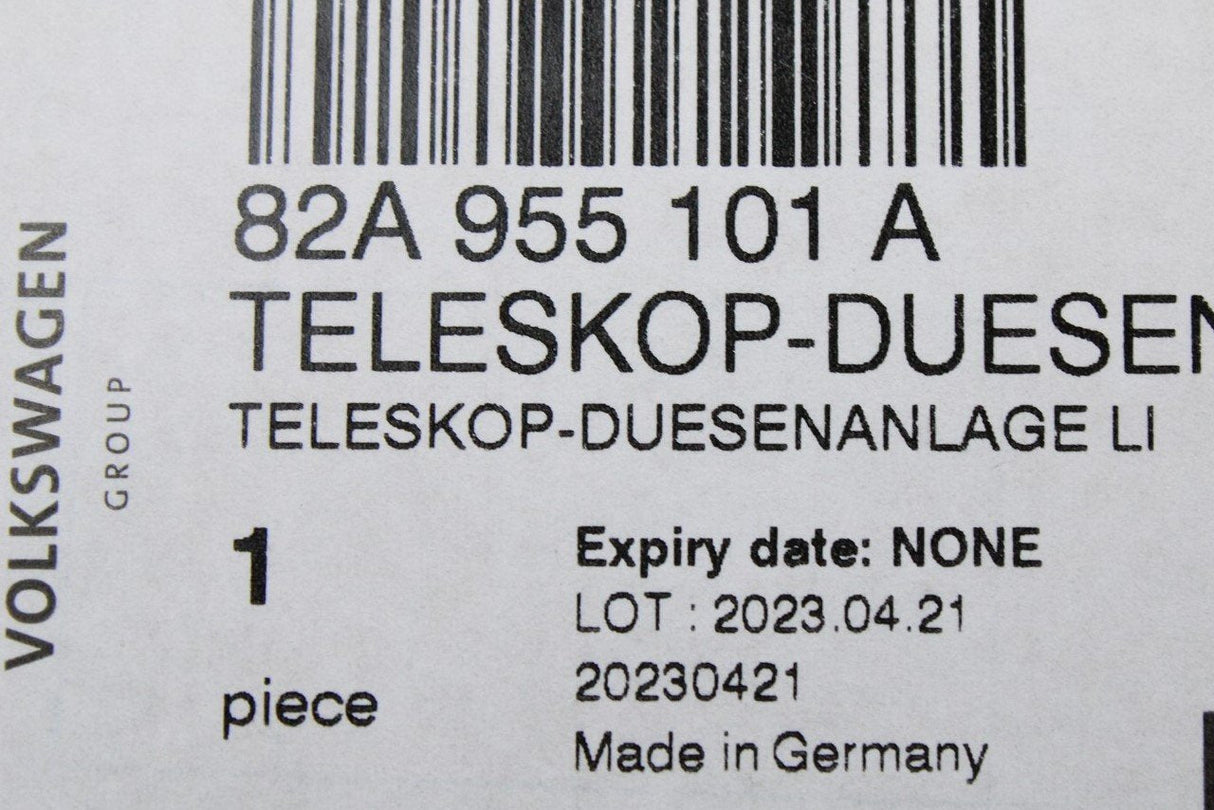 82A 955 101 A
TELESKOP-DUESEN
TELESKOP-DUESENANLAGE LI
1
piece
Expiry date: NONE
LOT : 2023.04.21
20230421
Made in Germany
VOLKSWAGEN
GROUP